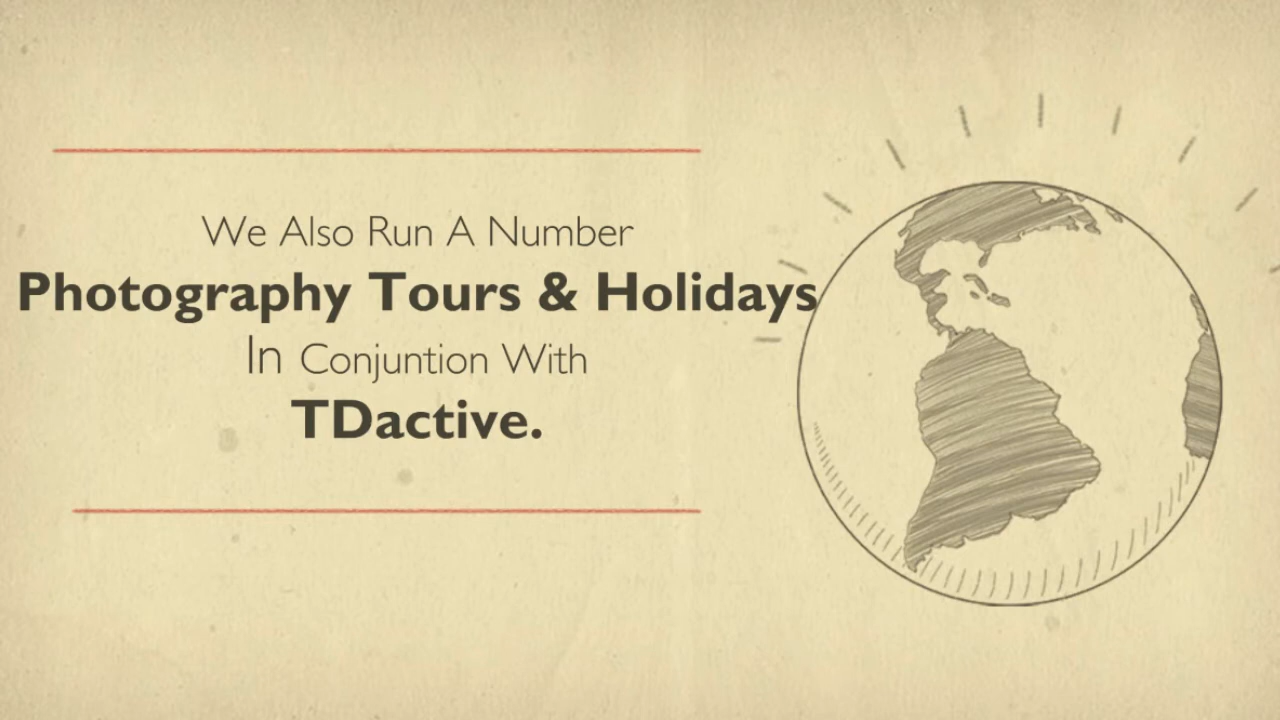 We Also Run A Number
Photography Tours & Holidays
In Conjuntion With
TDactive.